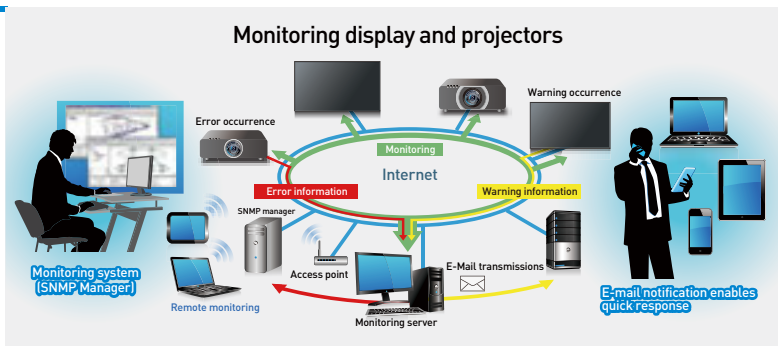 Monitoring display and projectors
Warning occurrence
Error occurrence
Monitoring
Internet
Error information
Warning information
SNMP manager
Access point
E-Mail transmissions
Monitoring system
(SNMP Manager)
Remote monitoring
Monitoring server
E-mail notification enables
quick response